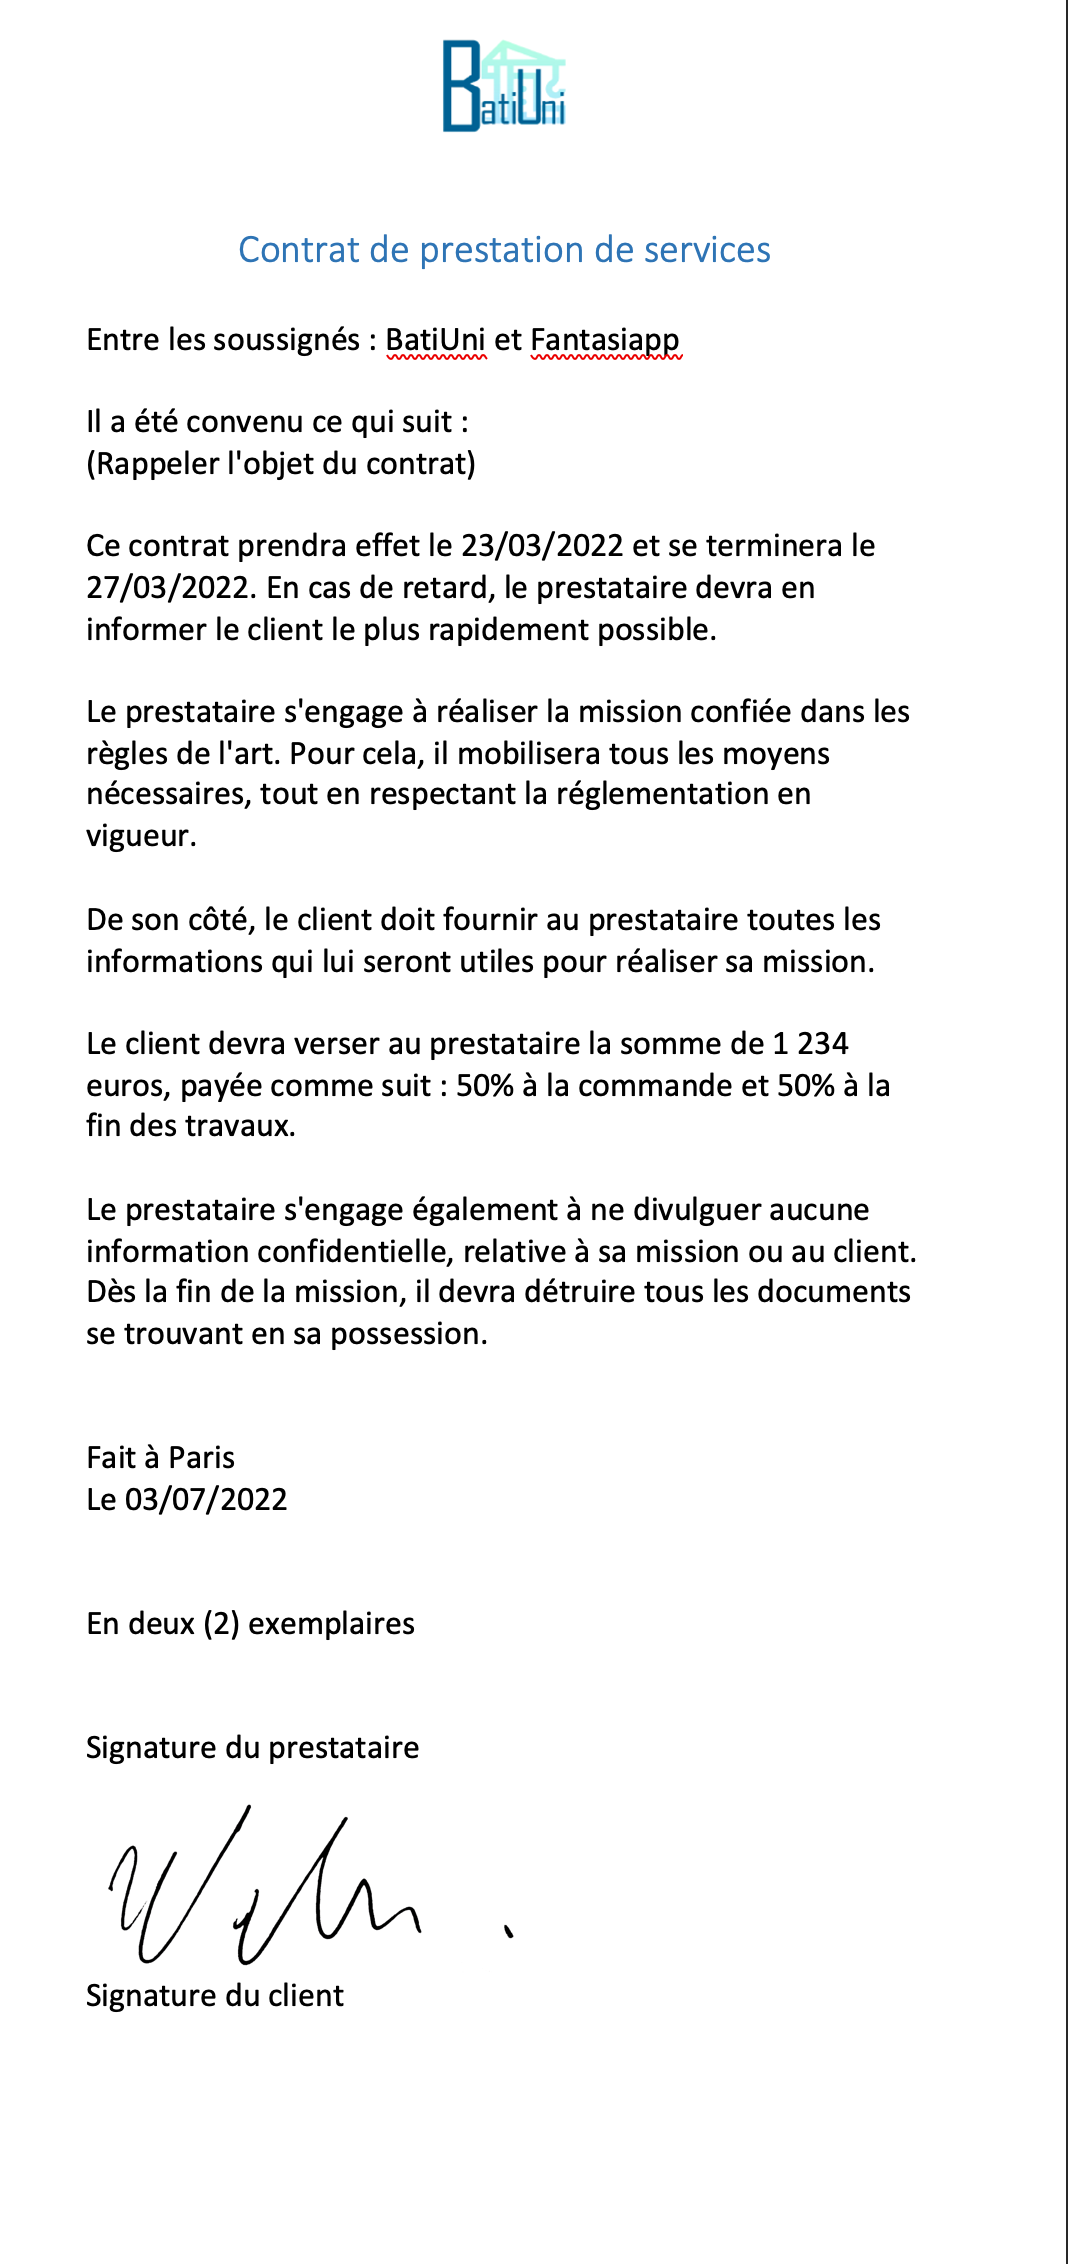 BatiUni
Contrat de prestation de services
Entre les soussignés : BatiUni et Fantasiapp
Il a été convenu ce qui suit :
(Rappeler l'objet du contrat)
Ce contrat prendra effet le 23/03/2022 et se terminera le
27/03/2022. En cas de retard, le prestataire devra en
informer le client le plus rapidement possible.
Le prestataire s'engage à réaliser la mission confiée dans les
règles de l'art. Pour cela, il mobilisera tous les moyens
nécessaires, tout en respectant la réglementation en
vigueur.
De son côté, le client doit fournir au prestataire toutes les
informations qui lui seront utiles pour réaliser sa mission.
Le client devra verser au prestataire la somme de 1 234
euros, payée comme suit : 50% à la commande et 50% à la
fin des travaux.
Le prestataire s'engage également à ne divulguer aucune
information confidentielle, relative à sa mission ou au client.
Dès la fin de la mission, il devra détruire tous les documents
se trouvant en sa possession.
Fait à Paris
Le 03/07/2022
En deux (2) exemplaires
Signature du prestataire
Signature du client